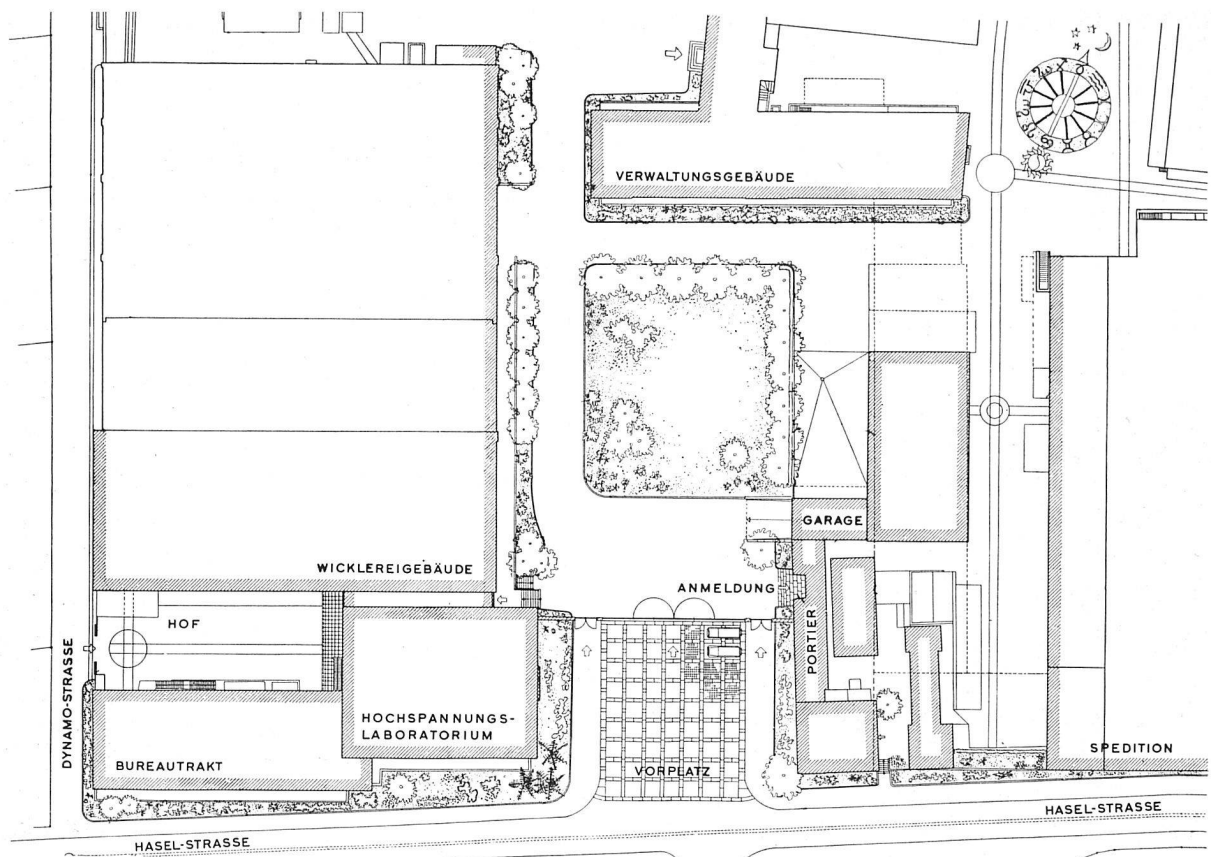 VERWALTUNGSGEBÄUDE
GARAGE
WICKLEREIGEBÄUDE
ANMELDUNG
PORTIER
HOF
DYNAMO-STRASSE
HOCHSPANNUNGS-
LABORATORIUM
BUREAUTRAKT
VORPLATZ
SPEDITION
HASEL-STRASSE
HASEL-STRASSE